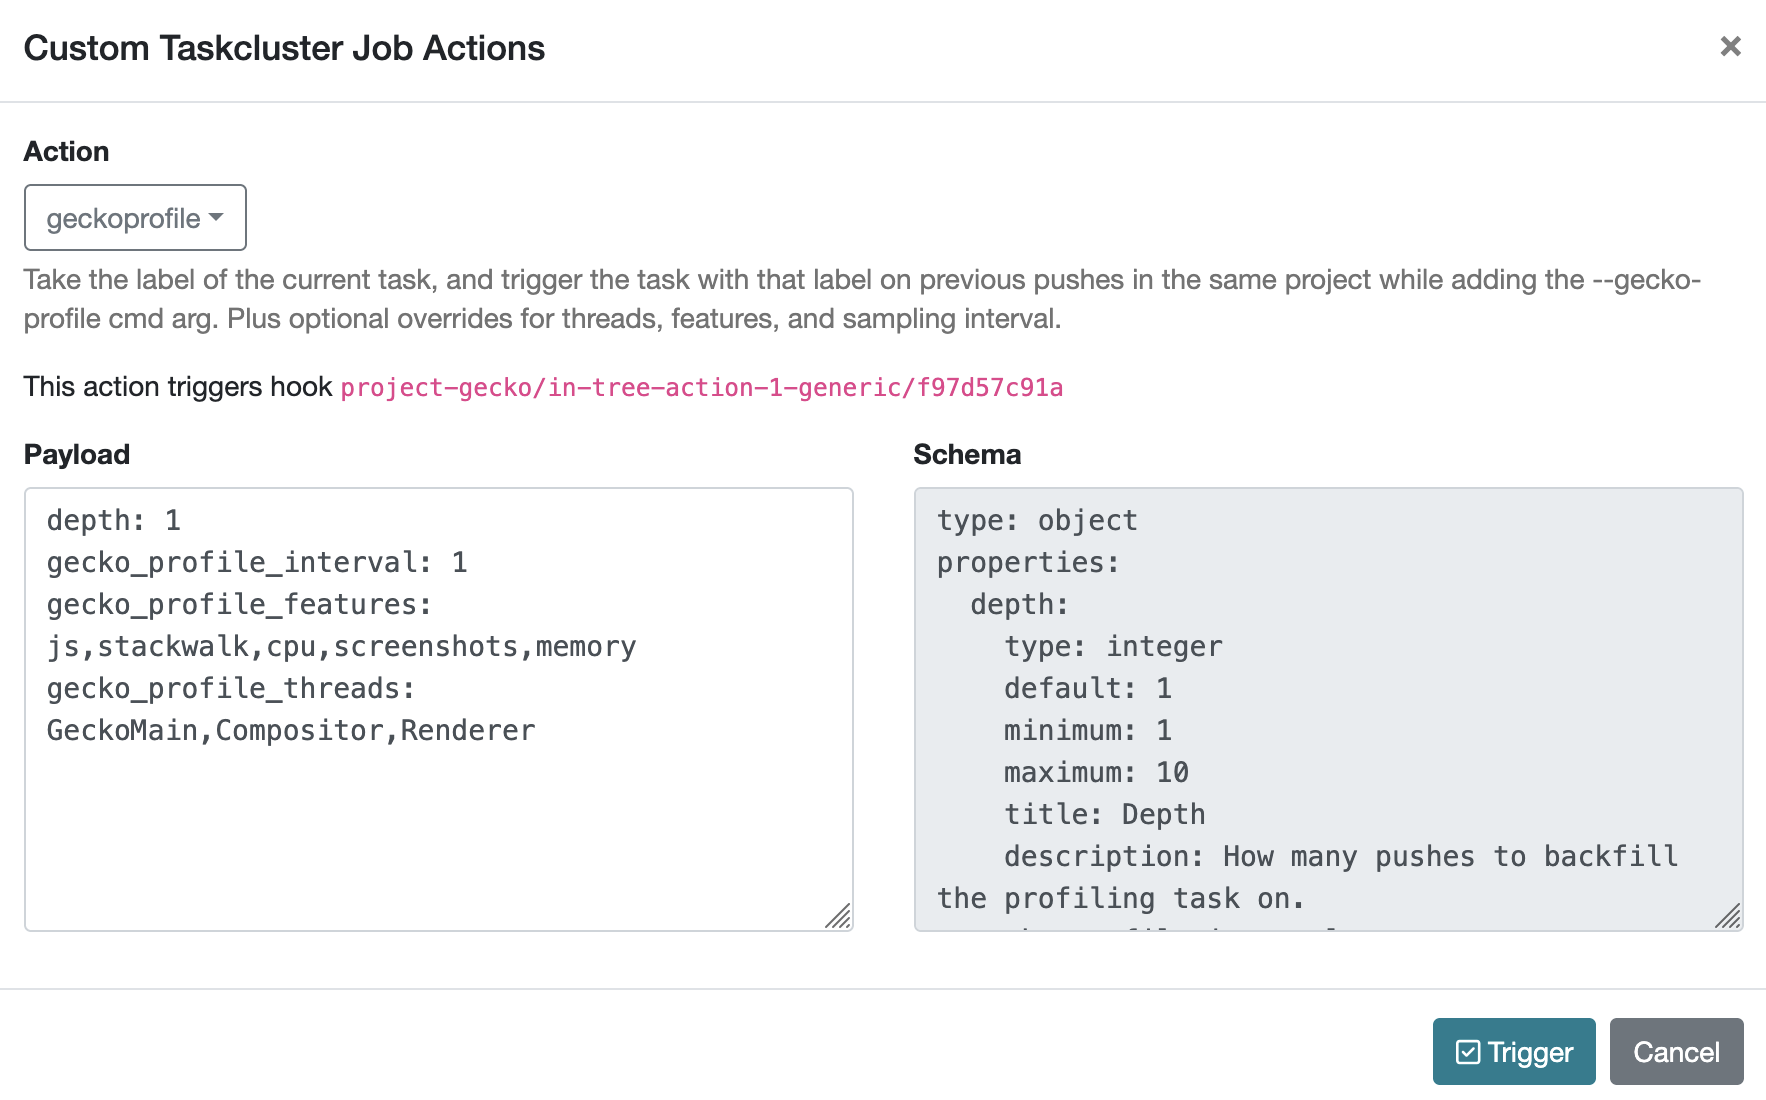 Custom Taskcluster Job Actions
Action
geckoprofile
Take the label of the current task, and trigger the task with that label on previous pushes in the same project while adding the --gecko-
profile cmd arg. Plus optional overrides for threads, features, and sampling interval.
This action triggers hook project-gecko/in-tree-action-1-generic/f97d57c91a
Payload
depth: 1
gecko_profile_interval: 1
gecko_profile_features:
js,stackwalk,cpu,screenshots,memory
gecko_profile_threads:
GeckoMain,Compositor,Renderer
Schema
type: object
properties:
  depth:
    type: integer
    default: 1
    minimum: 1
    maximum: 10
    title: Depth
    description: How many pushes to backfill
the profiling task on.
Trigger
Cancel